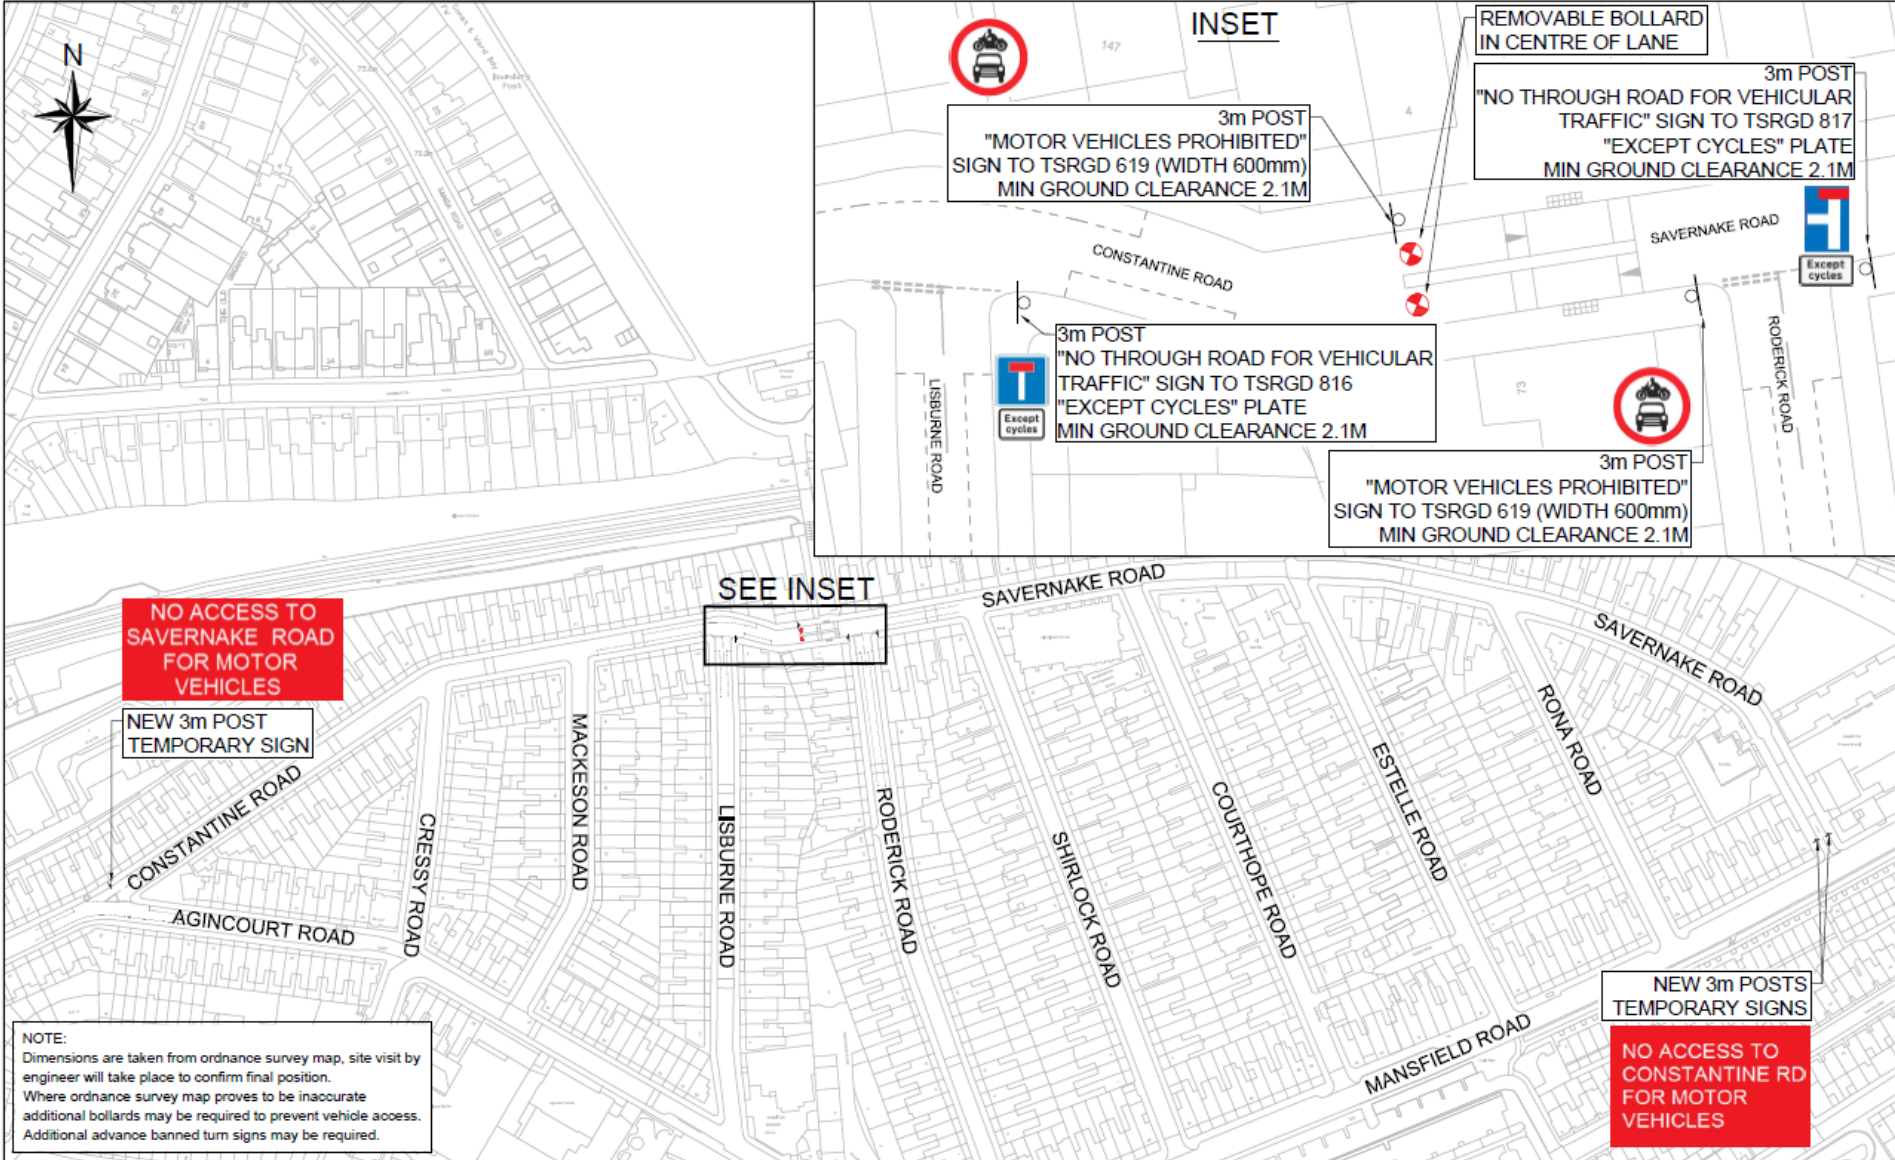 N
INSET
147
4
REMOVABLE BOLLARD
IN CENTRE OF LANE
3m POST
"NO THROUGH ROAD FOR VEHICULAR
TRAFFIC" SIGN TO TSRGD 817
"EXCEPT CYCLES" PLATE
MIN GROUND CLEARANCE 2.1M
3m POST
"MOTOR VEHICLES PROHIBITED"
SIGN TO TSRGD 619 (WIDTH 600mm)
MIN GROUND CLEARANCE 2.1M
SAVERNAKE ROAD
Except
cycles
CONSTANTINE ROAD
3m POST
"NO THROUGH ROAD FOR VEHICULAR
TRAFFIC" SIGN TO TSRGD 816
"EXCEPT CYCLES" PLATE
MIN GROUND CLEARANCE 2.1M
Except
cycles
LISBURNE ROAD
RODERICK ROAD
73
3m POST
"MOTOR VEHICLES PROHIBITED"
SIGN TO TSRGD 619 (WIDTH 600mm)
MIN GROUND CLEARANCE 2.1M
Boundary
Post
SEE INSET
SAVERNAKE ROAD
NO ACCESS TO
SAVERNAKE ROAD
FOR MOTOR
VEHICLES
NEW 3m POST
TEMPORARY SIGN
SAVERNAKE ROAD
CONSTANTINE ROAD
AGINCOURT ROAD
CRESSY ROAD
MACKESON ROAD
LISBURNE ROAD
RODERICK ROAD
SHIRLOCK ROAD
COURTHOPE ROAD
ESTELLE ROAD
RONA ROAD
MANSFIELD ROAD
NEW 3m POSTS
TEMPORARY SIGNS
NO ACCESS TO
CONSTANTINE RD
FOR MOTOR
VEHICLES
NOTE:
Dimensions are taken from ordnance survey map, site visit by
engineer will take place to confirm final position.
Where ordnance survey map proves to be inaccurate
additional bollards may be required to prevent vehicle access.
Additional advance banned turn signs may be required.